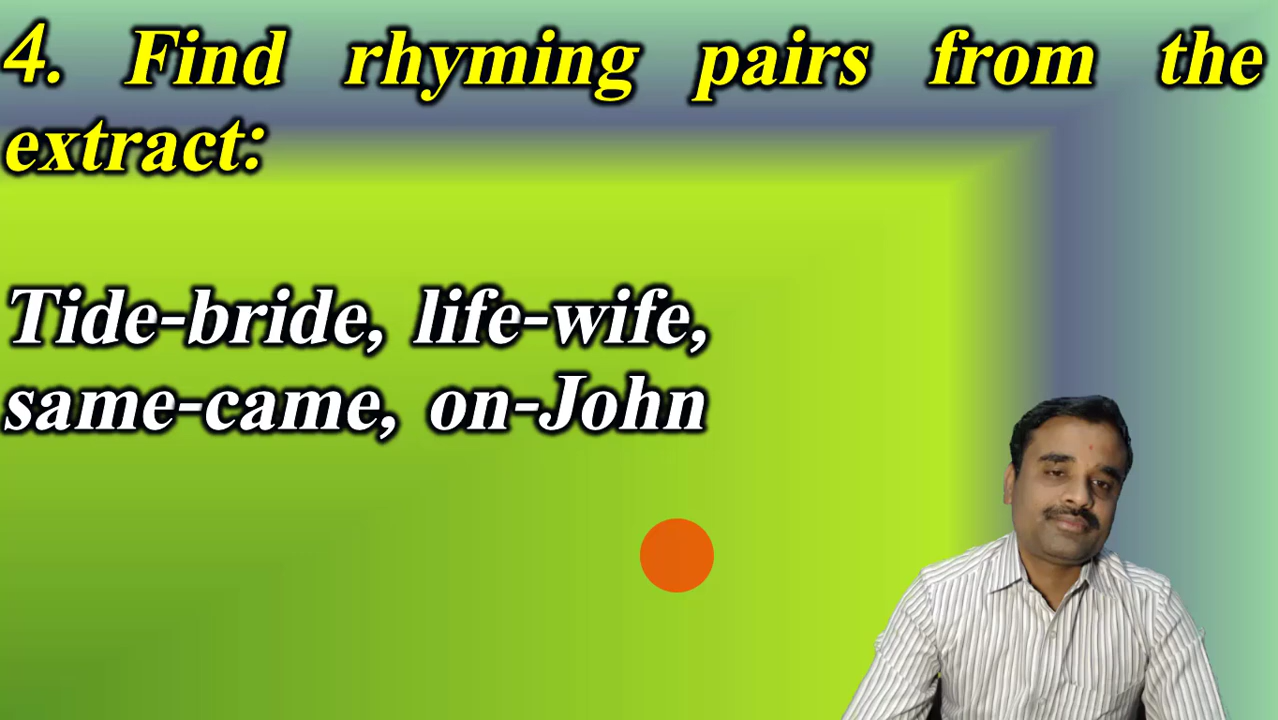 4. Find rhyming pairs from the
extract:
Tide-bride, life-wife,
same-came, on-John